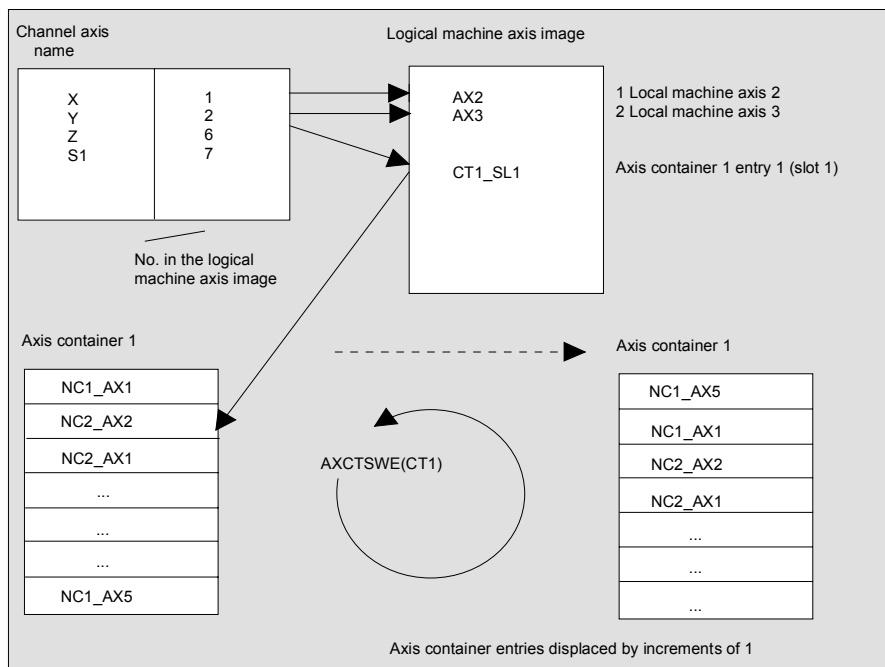 Channel axis
name
Logical machine axis image
X 1
Y 2
Z 6
S1 7
AX2
AX3
CT1_SL1
1 Local machine axis 2
2 Local machine axis 3
Axis container 1 entry 1 (slot 1)
No. in the logical
machine axis image
Axis container 1
NC1_AX1
NC2_AX2
NC2_AX1
...
...
...
NC1_AX5
AXCTSWE(CT1)
Axis container 1
NC1_AX5
NC1_AX1
NC2_AX2
NC2_AX1
...
...
...
Axis container entries displaced by increments of 1